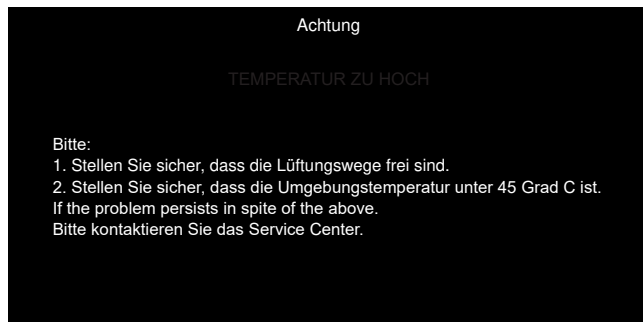 Achtung
TEMPERATUR ZU HOCH
Bitte:
1. Stellen Sie sicher, dass die Lüftungswege frei sind.
2. Stellen Sie sicher, dass die Umgebungstemperatur unter 45 Grad C ist.
If the problem persists in spite of the above.
Bitte kontaktieren Sie das Service Center.